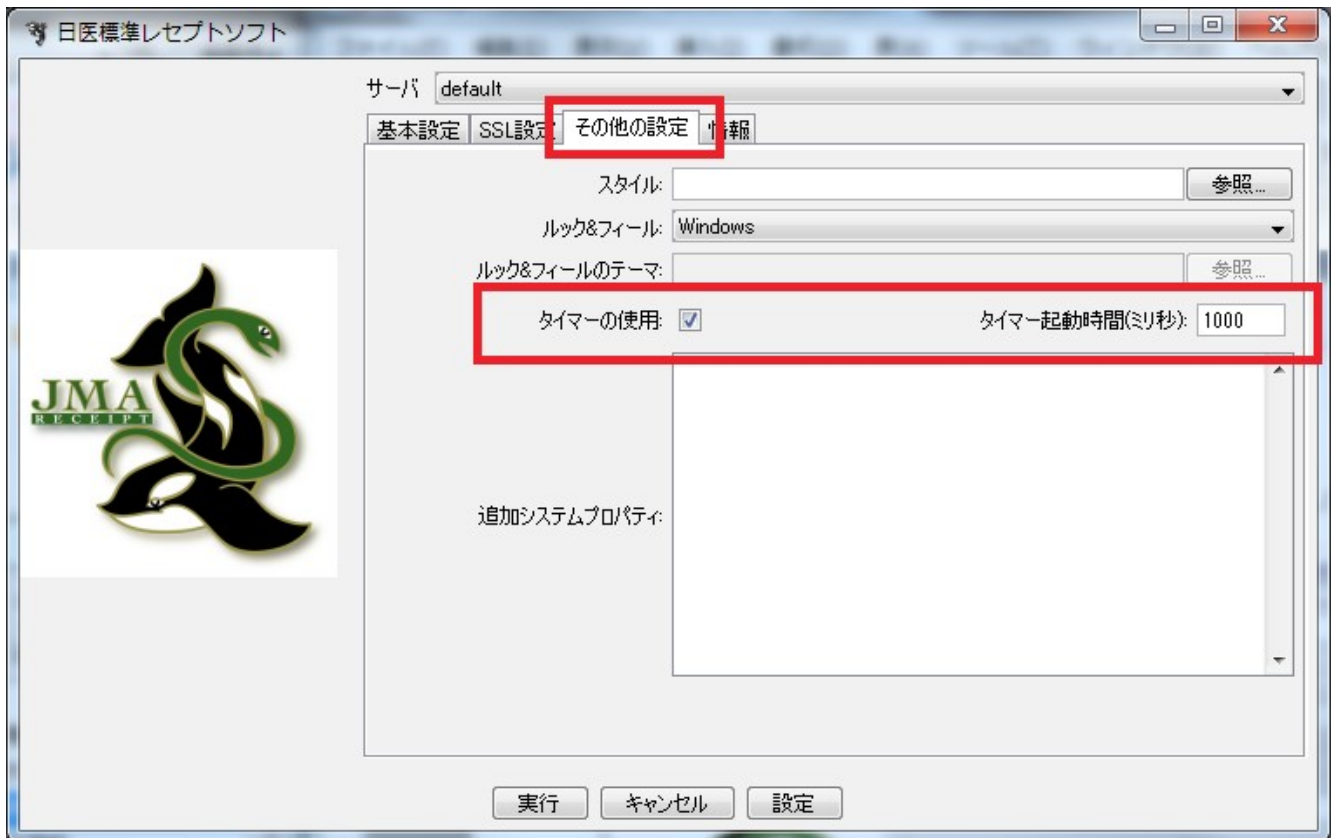 日医標準レセプトソフト
サーバ default
基本設定 SSL設定 その他の設定 情報
スタイル: 参照...
ルック&フィール: Windows
ルック&フィールのテーマ: 参照...
タイマーの使用: タイマー起動時間(ミリ秒): 1000
JMA
RECEIPT
追加システムプロパティ:
実行 キャンセル 設定